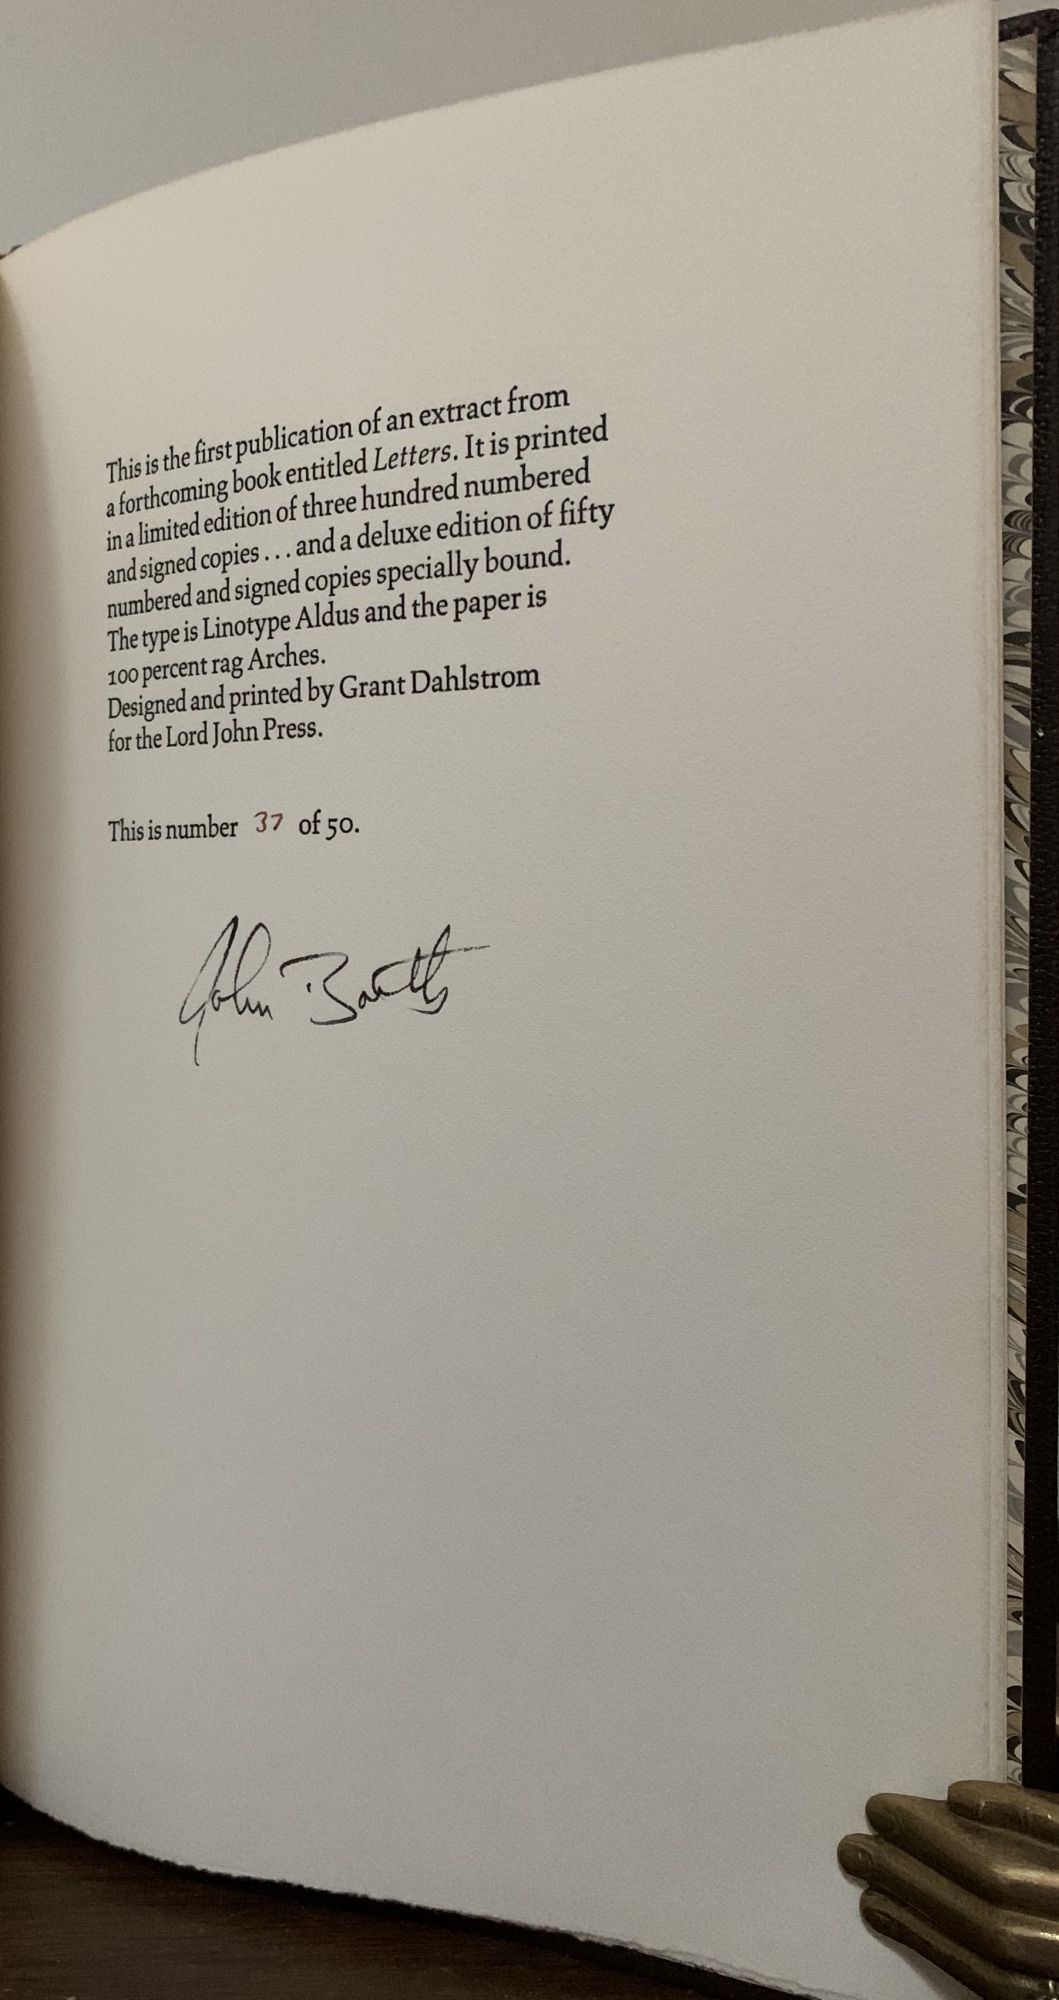 This is the first publication of an extract from
a forthcoming book entitled Letters. It is printed
in a limited edition of three hundred numbered
and signed copies . . . and a deluxe edition of fifty
numbered and signed copies specially bound.
The type is Linotype Aldus and the paper is
100 percent rag Arches.
Designed and printed by Grant Dahlstrom
for the Lord John Press.
This is number 37 of 50.
John Barth